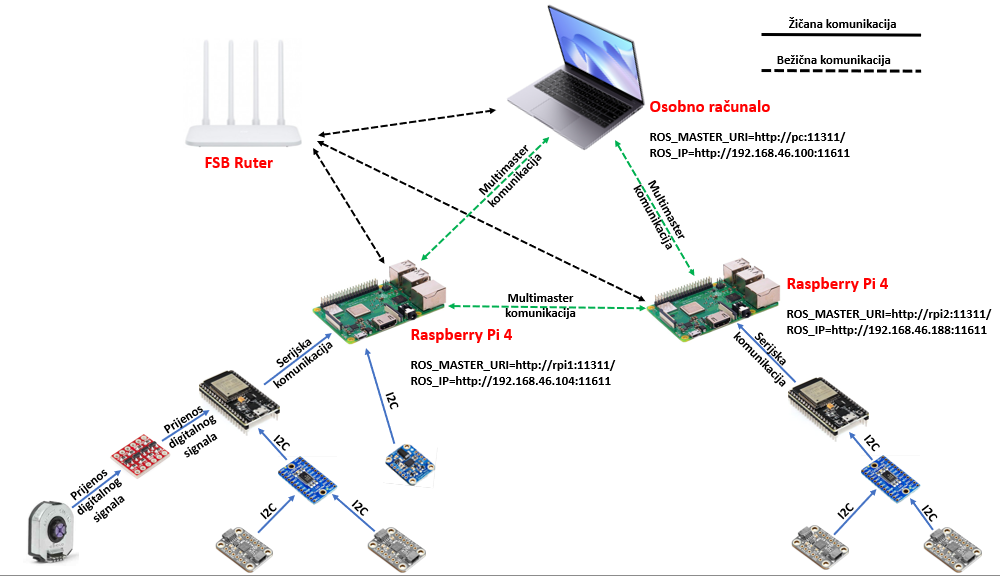 Žičana komunikacija
Bežična komunikacija
FSB Ruter
Osobno računalo
ROS_MASTER_URI=http://pc:11311/
ROS_IP=http://192.168.46.100:11611
Multimaster
komunikacija
Multimaster
komunikacija
Multimaster
komunikacija
Raspberry Pi 4
ROS_MASTER_URI=http://rpi1:11311/
ROS_IP=http://192.168.46.104:11611
Raspberry Pi 4
ROS_MASTER_URI=http://rpi2:11311/
ROS_IP=http://192.168.46.188:11611
Serijska
komunikacija
Serijska
komunikacija
I2C
Prijenos
digitalnog
signala
Prijenos
digitalnog
signala
I2C
I2C
I2C
I2C
I2C
I2C